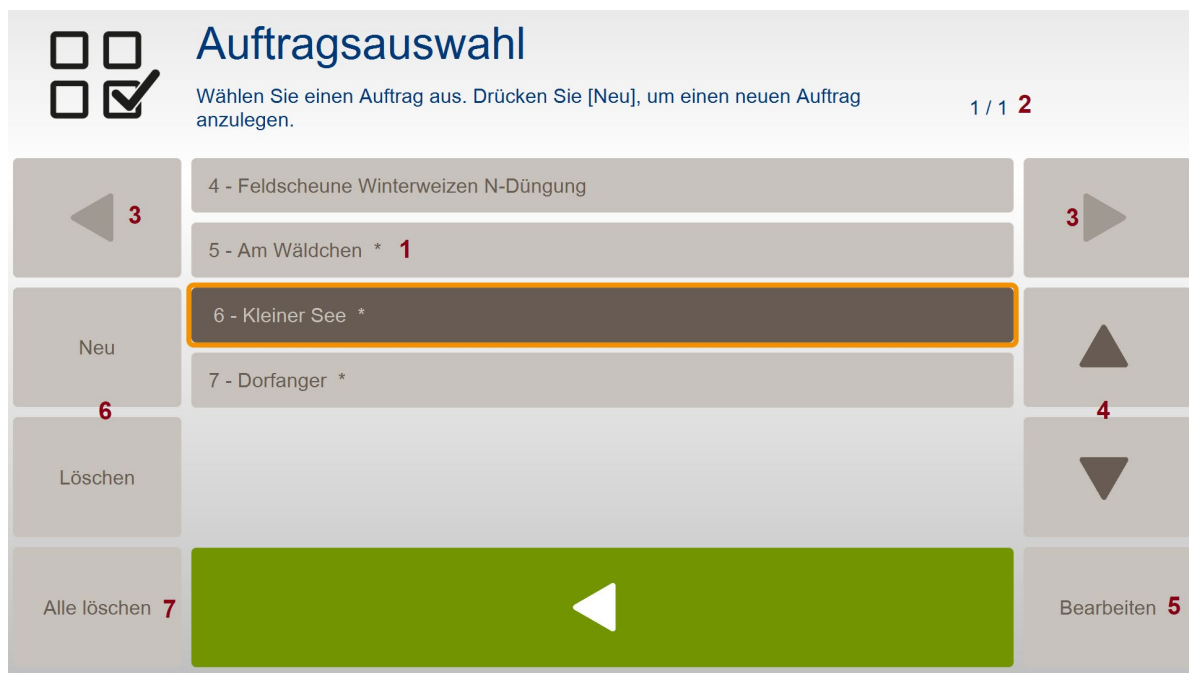 Auftragsauswahl
Wählen Sie einen Auftrag aus. Drücken Sie [Neu], um einen neuen Auftrag
anzulegen.
1 / 1 2
4 - Feldscheune Winterweizen N-Düngung
3
3
5 - Am Wäldchen * 1
6 - Kleiner See *
Neu
7 - Dorfanger *
6
4
Löschen
Alle löschen 7
Bearbeiten 5